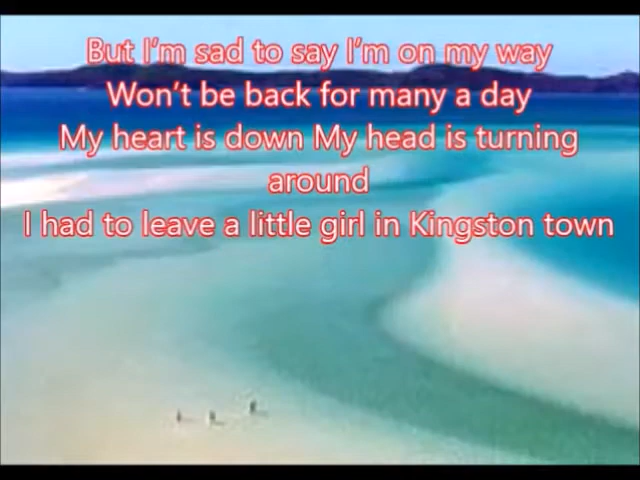 But I'm sad to say I'm on my way
Won't be back for many a day
My heart is down My head is turning
around
I had to leave a little girl in Kingston town